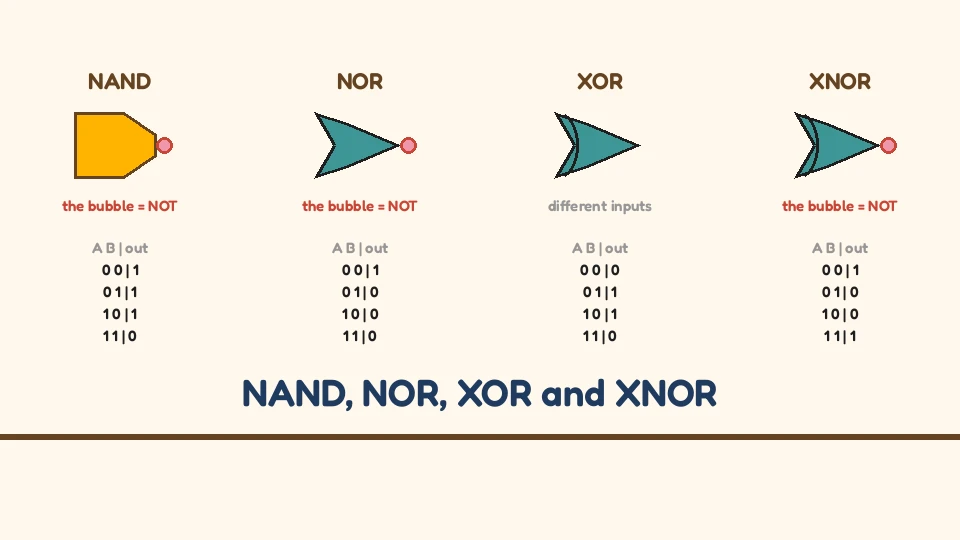 NAND
the bubble = NOT
A B | out
0 0 | 1
0 1 | 1
1 0 | 1
1 1 | 0
NOR
the bubble = NOT
A B | out
0 0 | 1
0 1 | 0
1 0 | 0
1 1 | 0
XOR
different inputs
A B | out
0 0 | 0
0 1 | 1
1 0 | 1
1 1 | 0
XNOR
the bubble = NOT
A B | out
0 0 | 1
0 1 | 0
1 0 | 0
1 1 | 1
NAND, NOR, XOR and XNOR